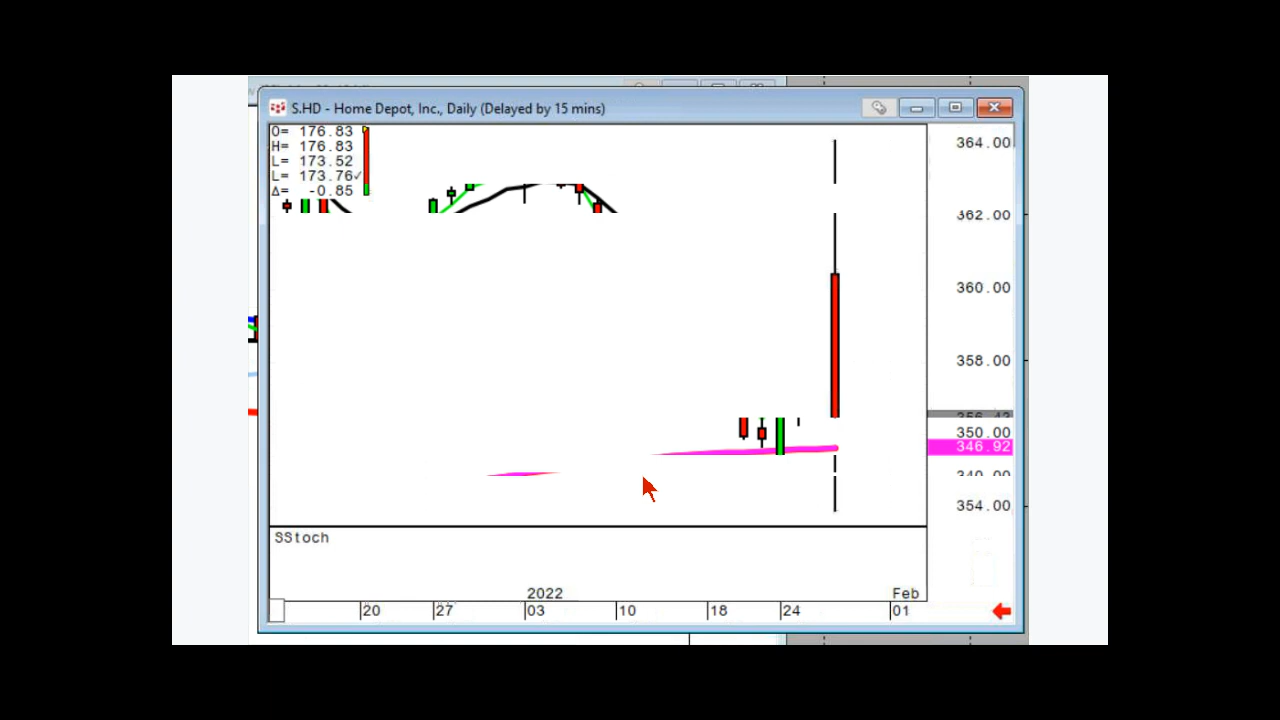 S.HD - Home Depot, Inc., Daily (Delayed by 15 mins)
O= 176.83
H= 176.83
L= 173.52
L= 173.76✓
Δ= -0.85
364.00
362.00
360.00
358.00
350.00
346.92
354.00
SStoch
2022 Feb
20 27 03 10 18 24 01